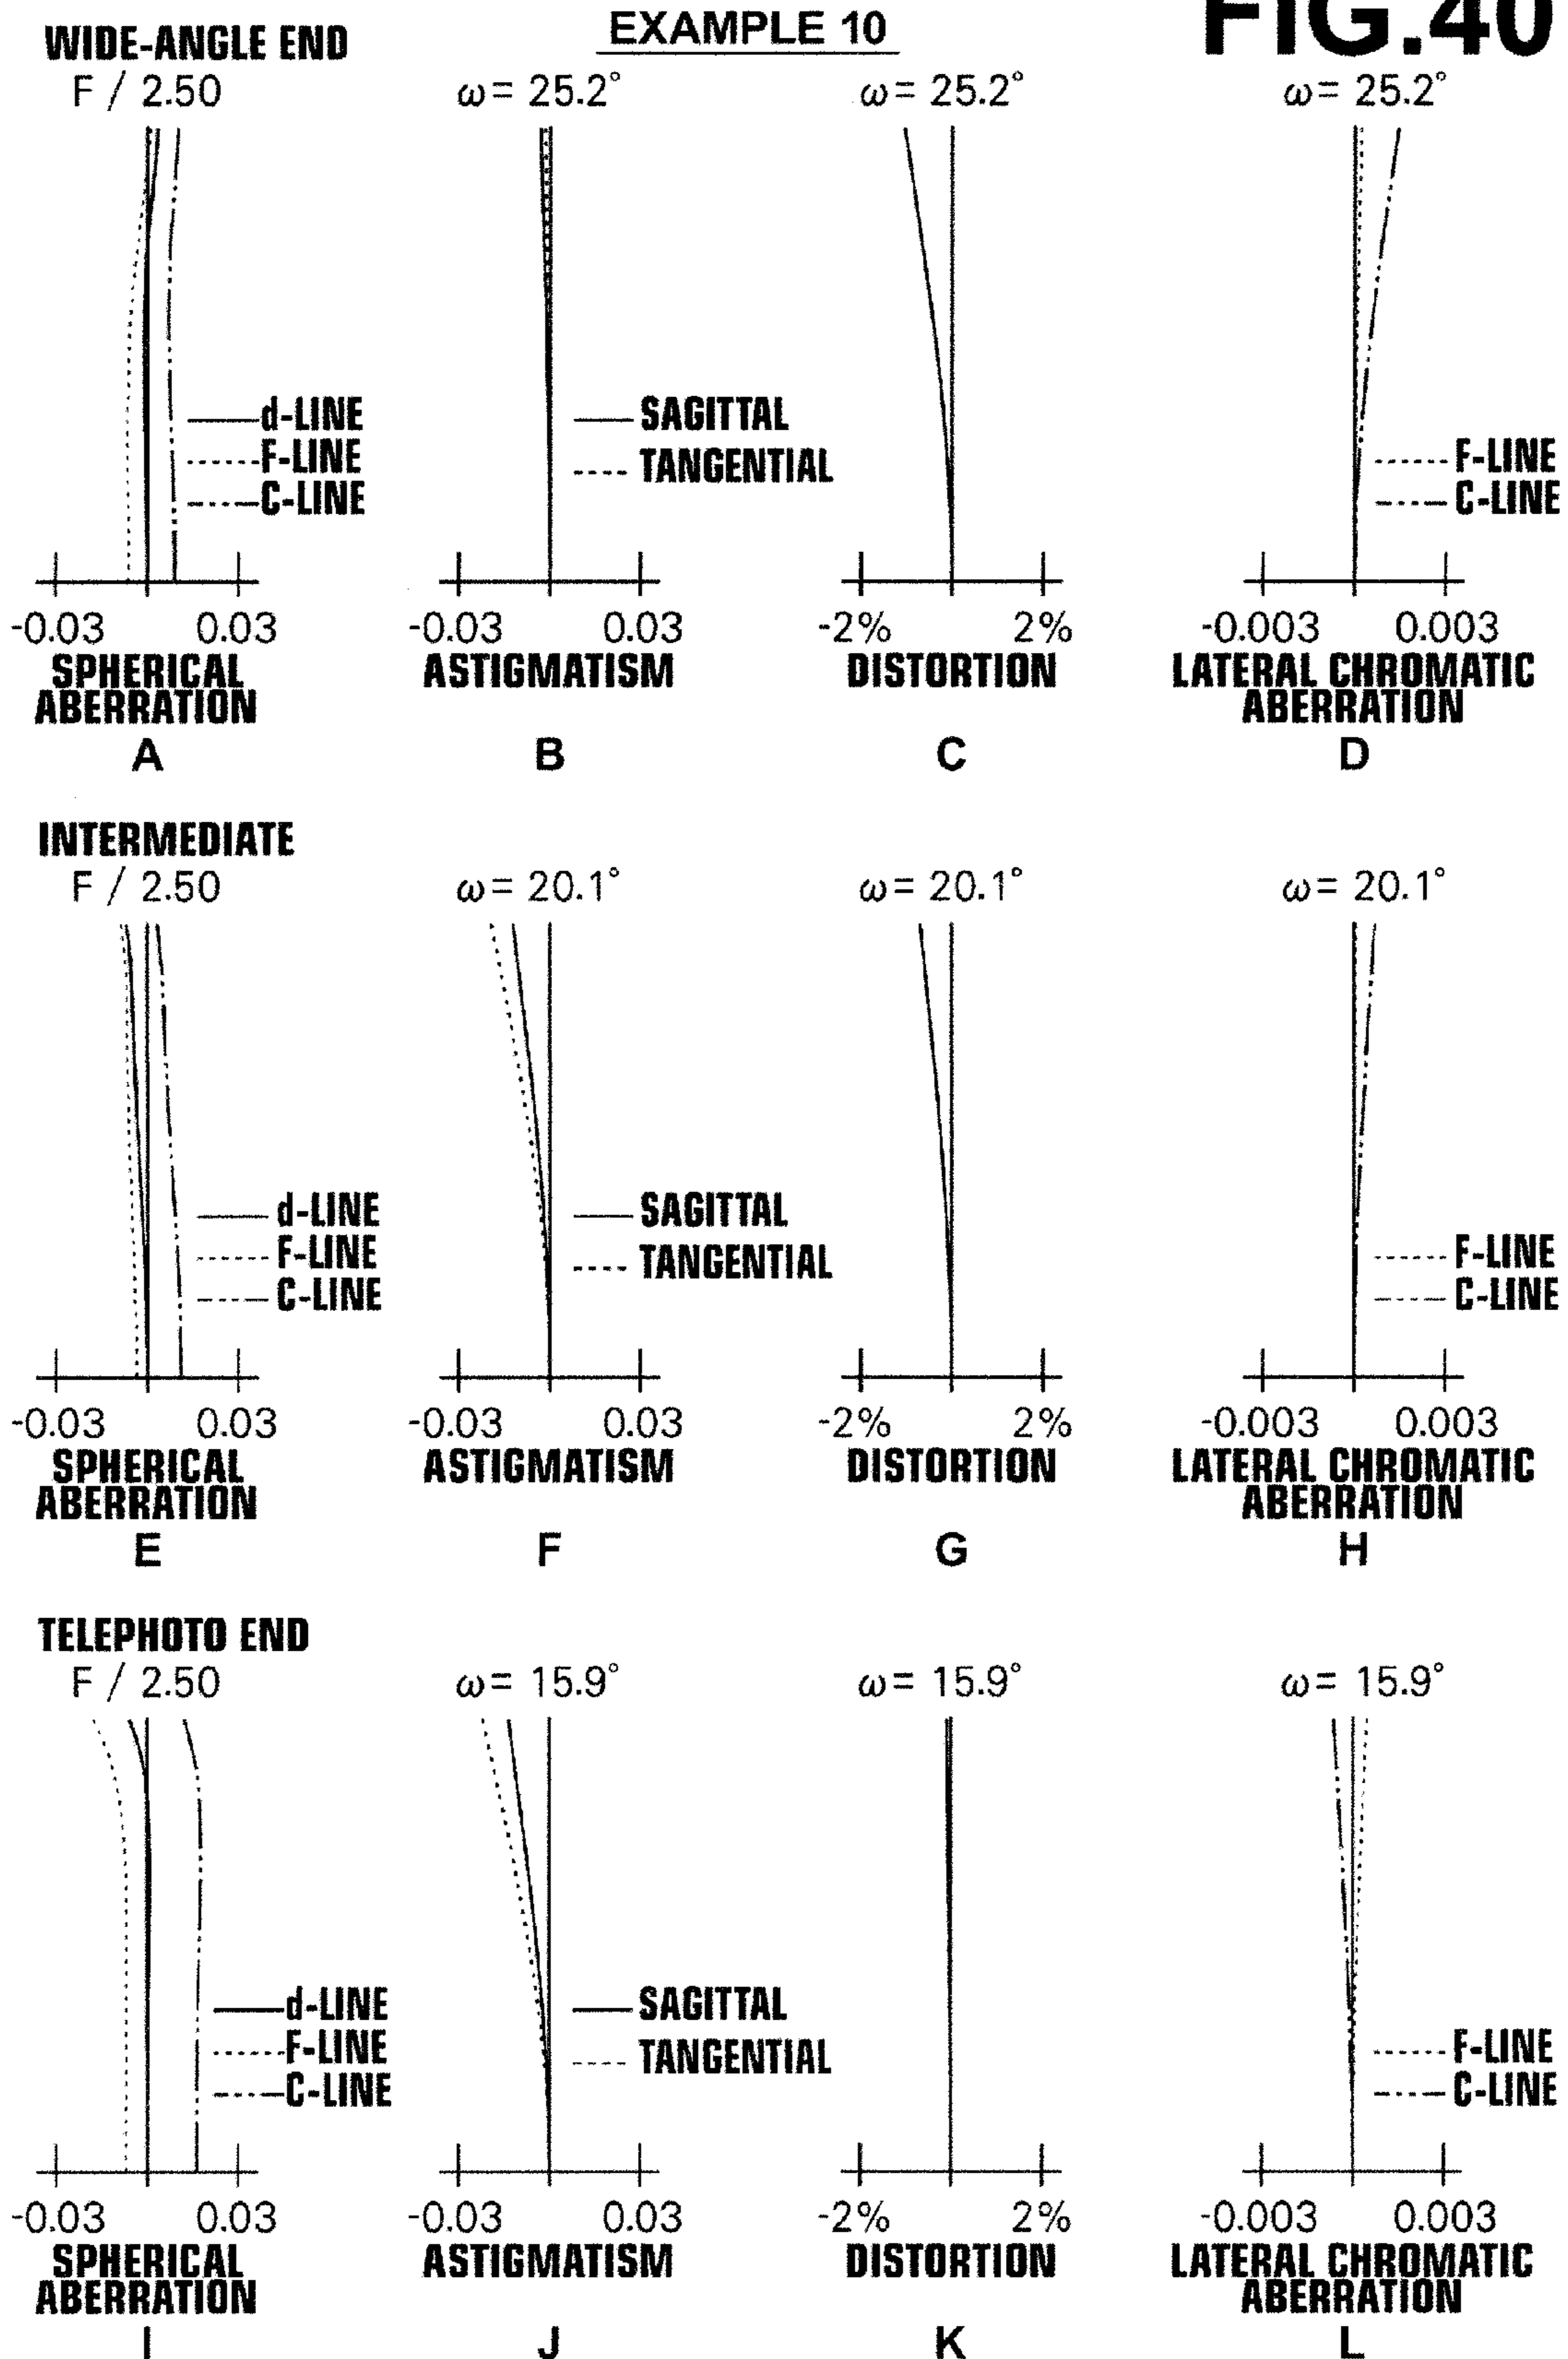 EXAMPLE 10
FIG.40
WIDE-ANGLE END
F / 2.50
ω= 25.2°
ω= 25.2°
ω= 25.2°
d-LINE
F-LINE
C-LINE
SAGITTAL
TANGENTIAL
F-LINE
C-LINE
-0.03 0.03
-0.03 0.03
-2% 2%
-0.003 0.003
SPHERICAL
ABERRATION
ASTIGMATISM
DISTORTION
LATERAL CHROMATIC
ABERRATION
A
B
C
D
INTERMEDIATE
F / 2.50
ω= 20.1°
ω= 20.1°
ω= 20.1°
d-LINE
F-LINE
C-LINE
SAGITTAL
TANGENTIAL
F-LINE
C-LINE
-0.03 0.03
-0.03 0.03
-2% 2%
-0.003 0.003
SPHERICAL
ABERRATION
ASTIGMATISM
DISTORTION
LATERAL CHROMATIC
ABERRATION
E
F
G
H
TELEPHOTO END
F / 2.50
ω= 15.9°
ω= 15.9°
ω= 15.9°
d-LINE
F-LINE
C-LINE
SAGITTAL
TANGENTIAL
F-LINE
C-LINE
-0.03 0.03
-0.03 0.03
-2% 2%
-0.003 0.003
SPHERICAL
ABERRATION
ASTIGMATISM
DISTORTION
LATERAL CHROMATIC
ABERRATION
I
J
K
L